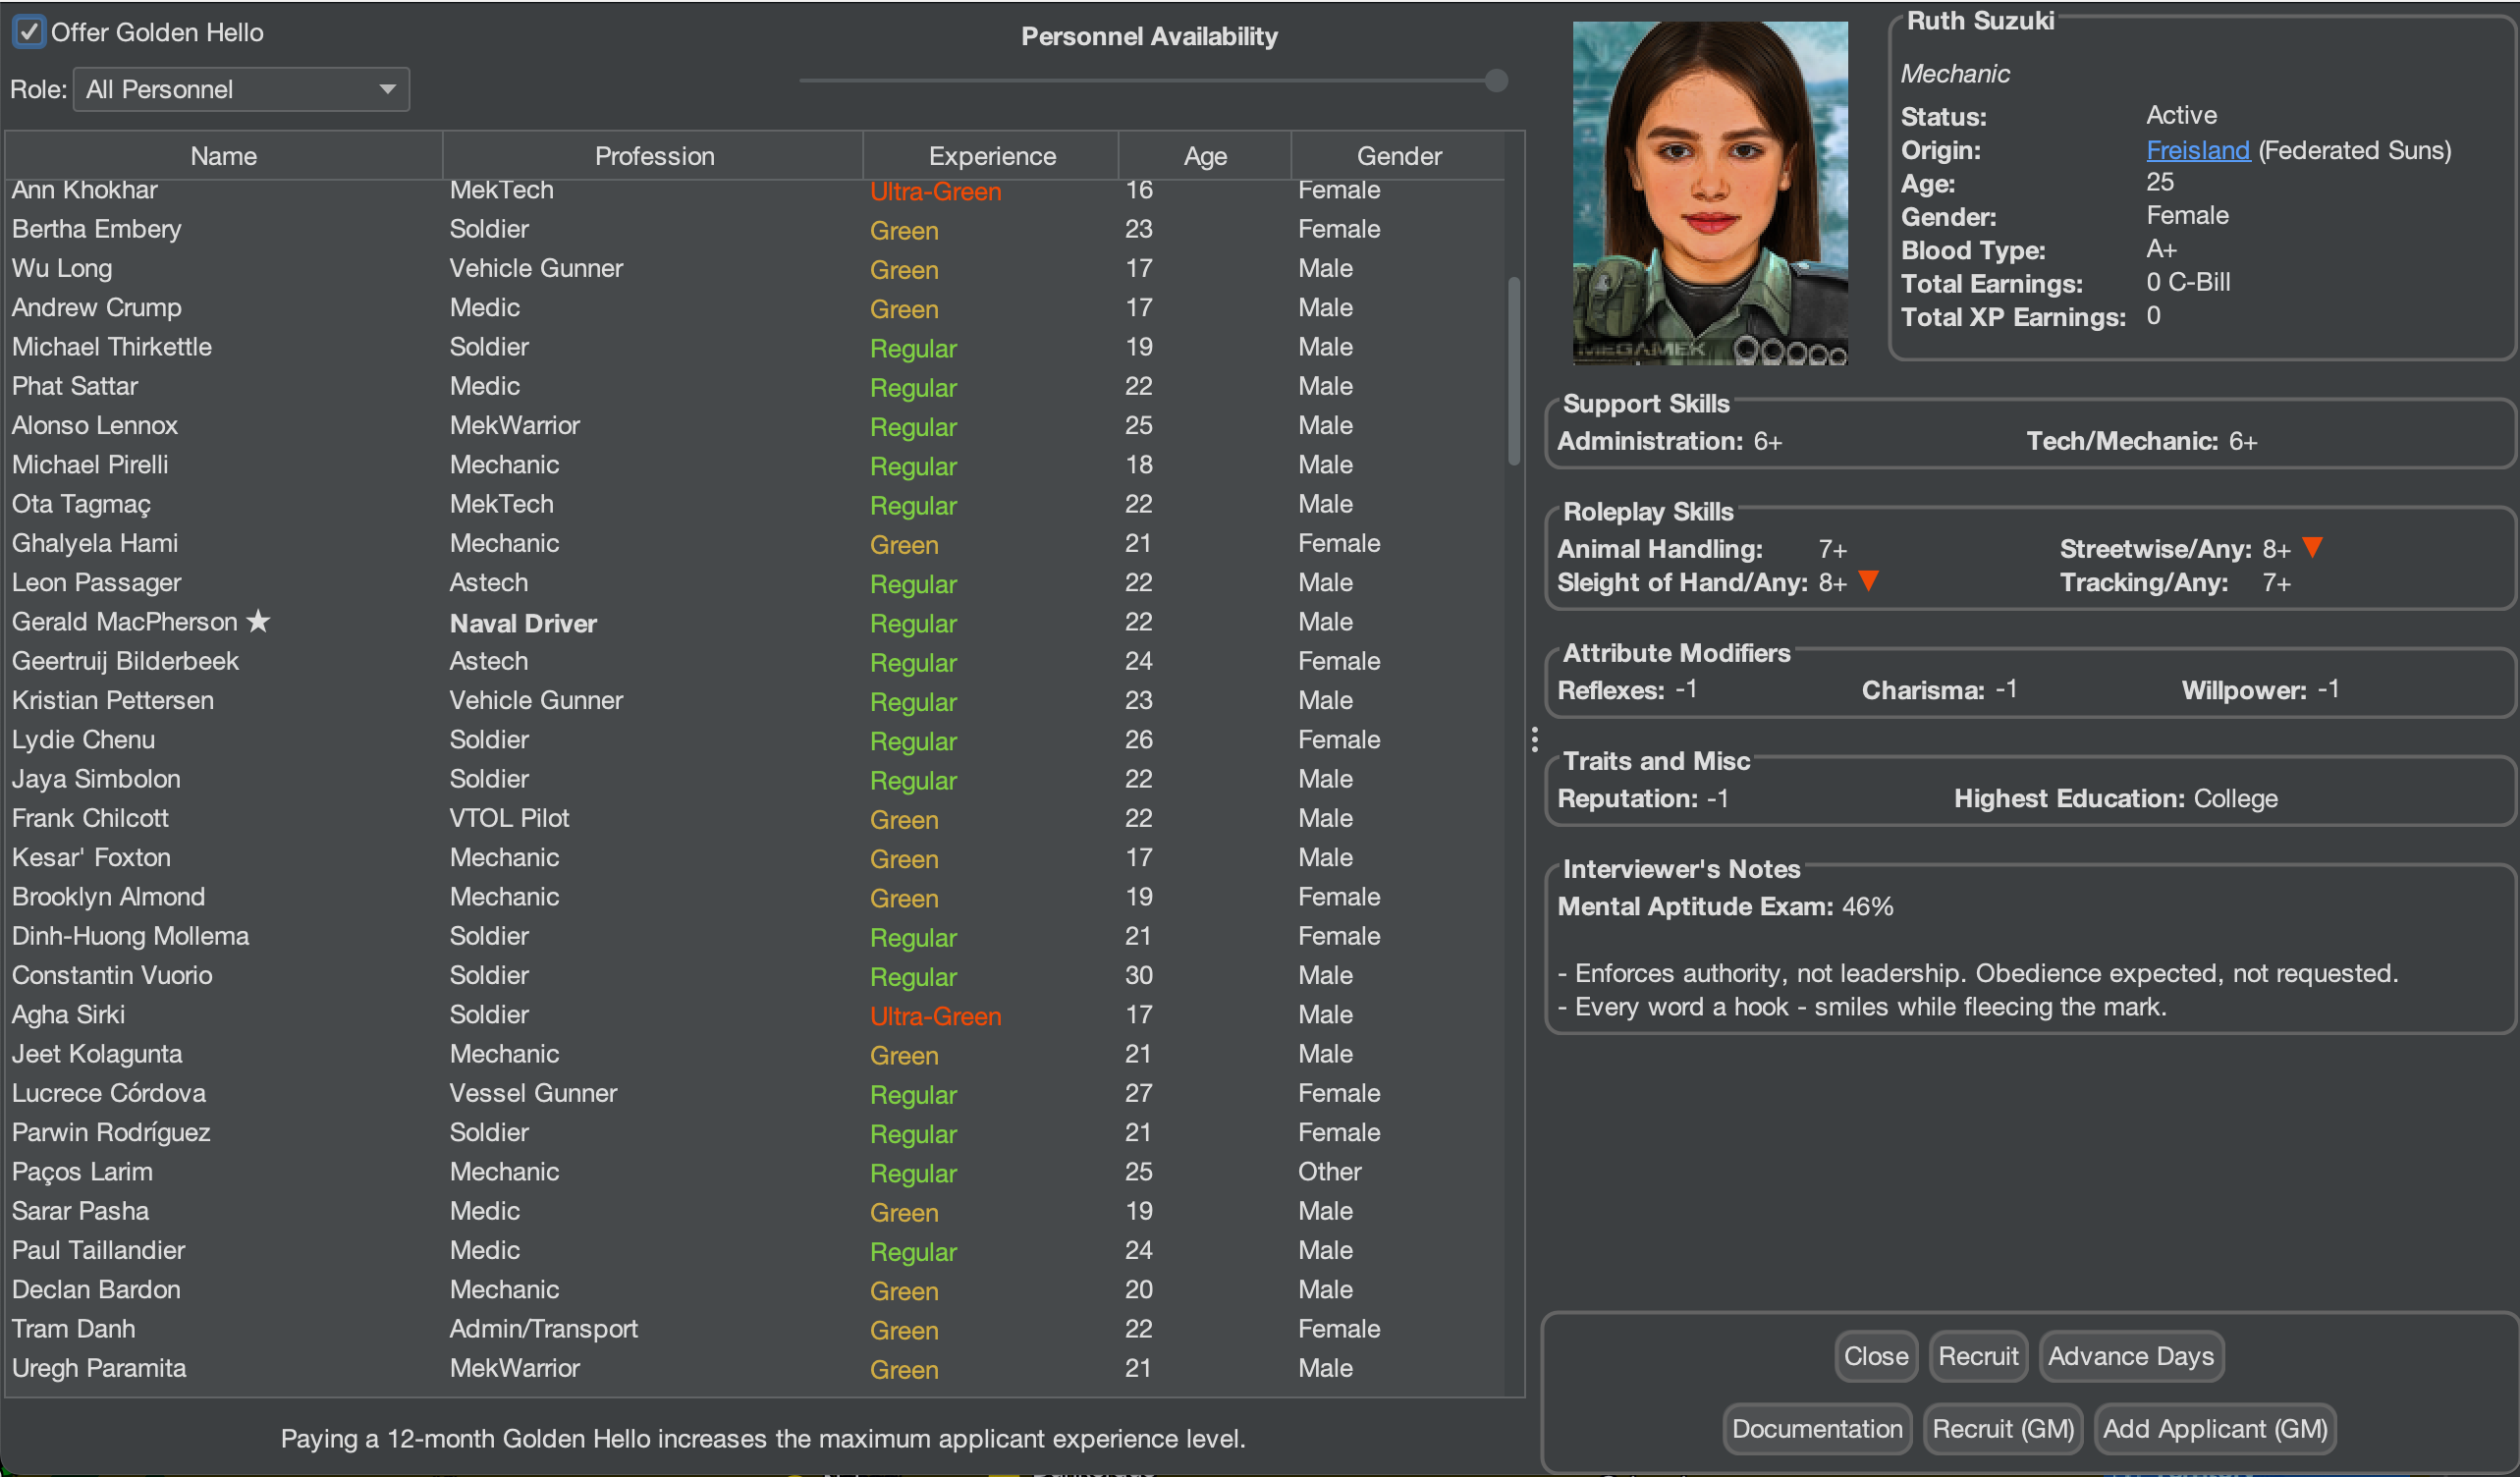 Offer Golden Hello
Personnel Availability
Role: All Personnel
Name Profession Experience Age Gender
Ann Khokhar MekTech Ultra-Green 16 Female
Bertha Embery Soldier Green 23 Female
Wu Long Vehicle Gunner Green 17 Male
Andrew Crump Medic Green 17 Male
Michael Thirkettle Soldier Regular 19 Male
Phat Sattar Medic Regular 22 Male
Alonso Lennox MekWarrior Regular 25 Male
Michael Pirelli Mechanic Regular 18 Male
Ota Tagmaç MekTech Regular 22 Male
Ghalyela Hami Mechanic Green 21 Female
Leon Passager Astech Regular 22 Male
Gerald MacPherson ★ Naval Driver Regular 22 Male
Geertruij Bilderbeek Astech Regular 24 Female
Kristian Pettersen Vehicle Gunner Regular 23 Male
Lydie Chenu Soldier Regular 26 Female
Jaya Simbolon Soldier Regular 22 Male
Frank Chilcott VTOL Pilot Green 22 Male
Kesar' Foxton Mechanic Green 17 Male
Brooklyn Almond Mechanic Green 19 Female
Dinh-Huong Mollema Soldier Regular 21 Female
Constantin Vuorio Soldier Regular 30 Male
Agha Sirki Soldier Ultra-Green 17 Male
Jeet Kolagunta Mechanic Green 21 Male
Lucrece Córdova Vessel Gunner Regular 27 Female
Parwin Rodríguez Soldier Regular 21 Female
Paços Larim Mechanic Regular 25 Other
Sarar Pasha Medic Green 19 Male
Paul Taillandier Medic Regular 24 Male
Declan Bardon Mechanic Green 20 Male
Tram Danh Admin/Transport Green 22 Female
Uregh Paramita MekWarrior Green 21 Male
Paying a 12-month Golden Hello increases the maximum applicant experience level.
MEGAMEK
Ruth Suzuki
Mechanic
Status: Active
Origin: Freisland (Federated Suns)
Age: 25
Gender: Female
Blood Type: A+
Total Earnings: 0 C-Bill
Total XP Earnings: 0
Support Skills
Administration: 6+ Tech/Mechanic: 6+
Roleplay Skills
Animal Handling: 7+ Streetwise/Any: 8+ ▼
Sleight of Hand/Any: 8+ ▼ Tracking/Any: 7+
Attribute Modifiers
Reflexes: -1 Charisma: -1 Willpower: -1
Traits and Misc
Reputation: -1 Highest Education: College
Interviewer's Notes
Mental Aptitude Exam: 46%
- Enforces authority, not leadership. Obedience expected, not requested.
- Every word a hook - smiles while fleecing the mark.
Close Recruit Advance Days
Documentation Recruit (GM) Add Applicant (GM)